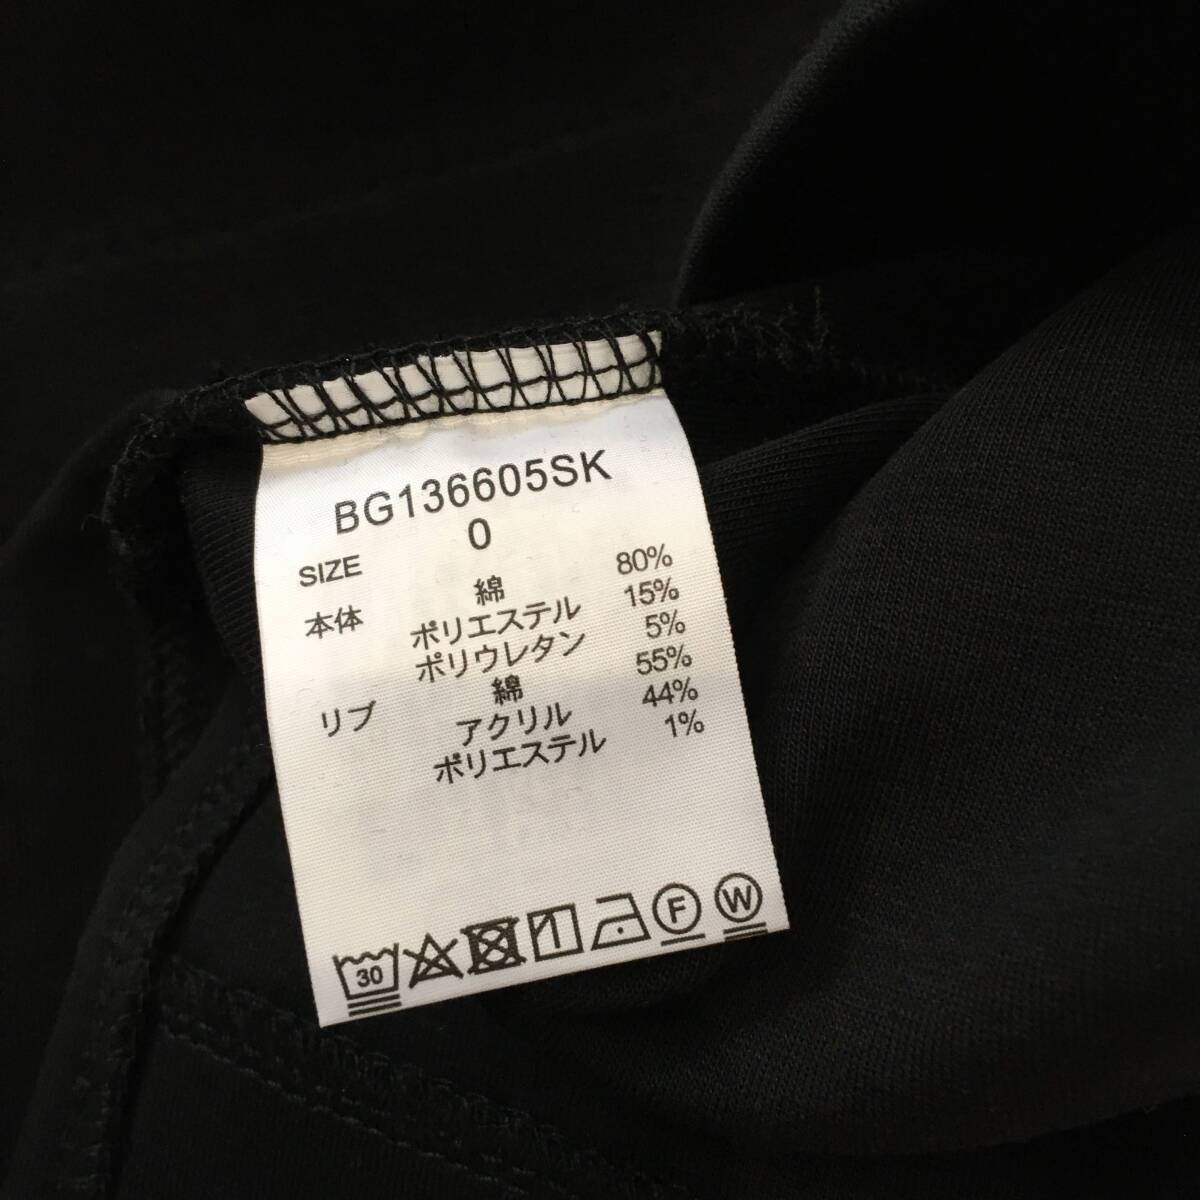 BG136605SK
SIZE 0
本体 綿 80%
ポリエステル 15%
ポリウレタン 5%
リブ 綿 55%
アクリル 44%
ポリエステル 1%
30 F W